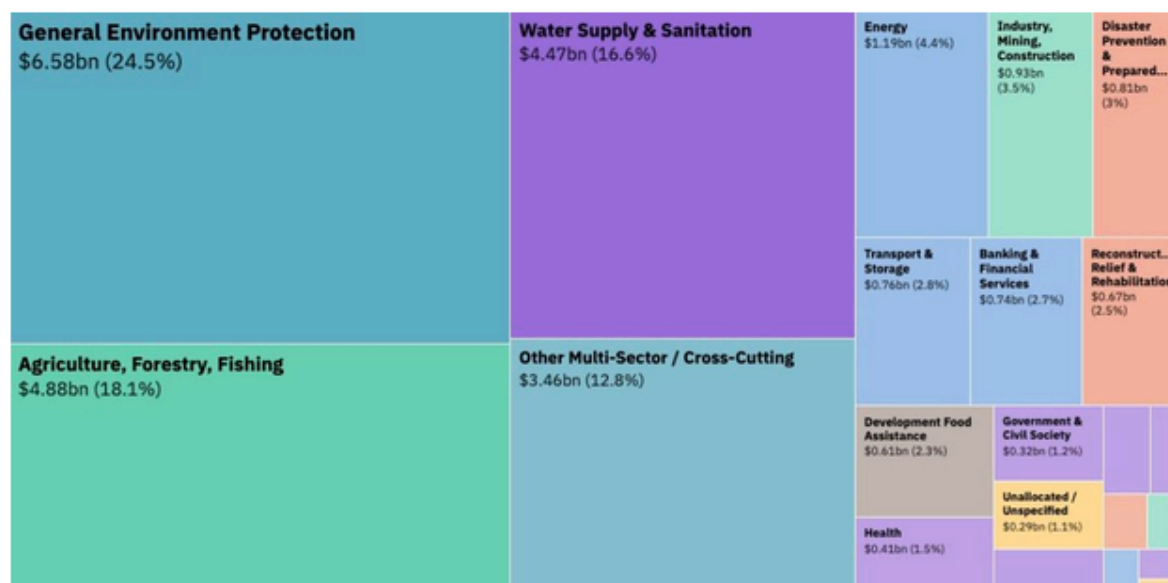 General Environment Protection
$6.58bn (24.5%)
Water Supply & Sanitation
$4.47bn (16.6%)
Energy
$1.19bn (4.4%)
Industry,
Mining,
Construction
$0.93bn
(3.5%)
Disaster
Prevention
&
Prepared...
$0.81bn
(3%)
Transport &
Storage
$0.76bn (2.8%)
Banking &
Financial
Services
$0.74bn (2.7%)
Reconstruct...
Relief &
Rehabilitation
$0.67bn
(2.5%)
Agriculture, Forestry, Fishing
$4.88bn (18.1%)
Other Multi-Sector / Cross-Cutting
$3.46bn (12.8%)
Development Food
Assistance
$0.61bn (2.3%)
Government &
Civil Society
$0.32bn (1.2%)
Unallocated /
Unspecified
$0.29bn (1.1%)
Health
$0.41bn (1.5%)